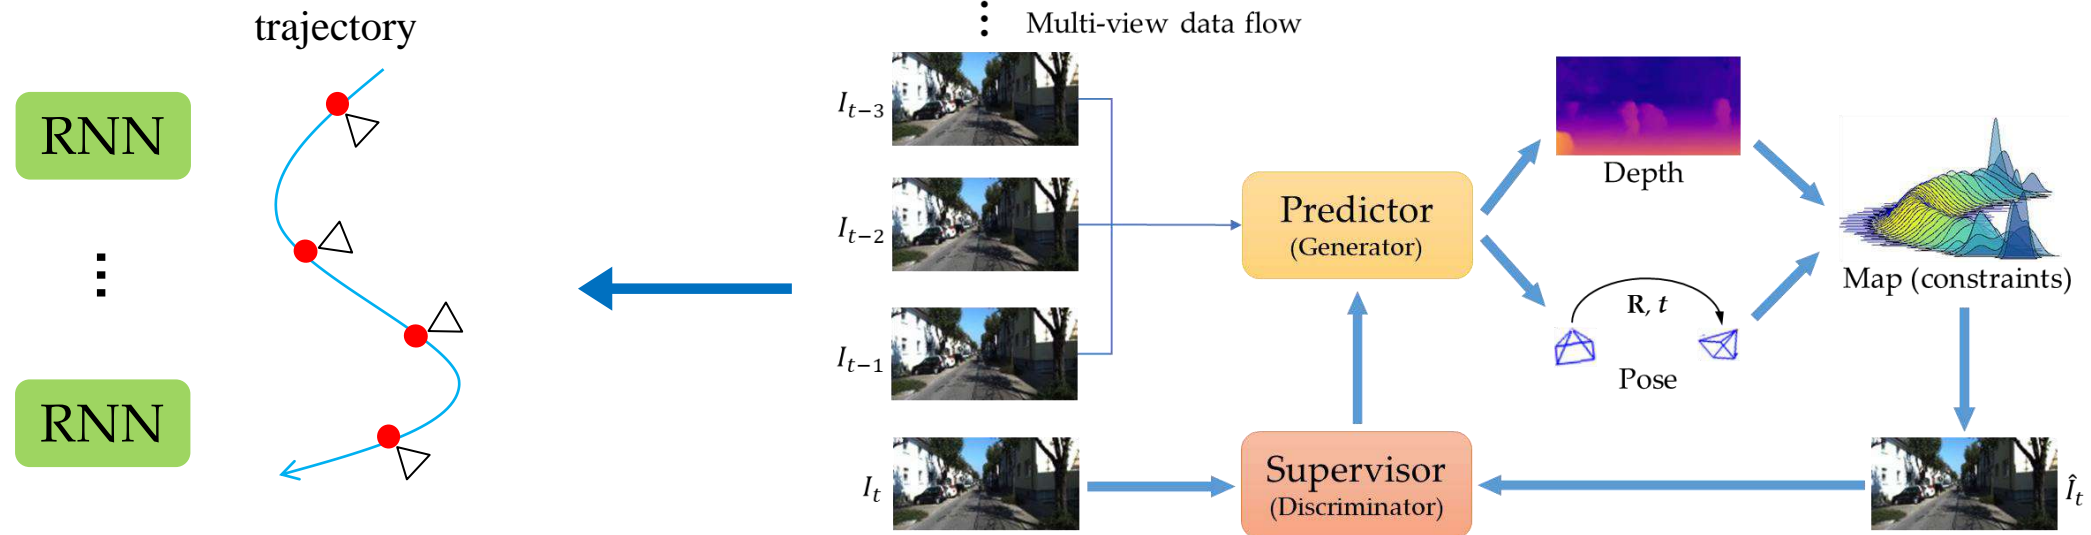 trajectory
RNN
⋮
RNN
⋮ Multi-view data flow
I_{t−3}
I_{t−2}
I_{t−1}
I_t
Predictor
(Generator)
Supervisor
(Discriminator)
Depth
R, t
Pose
Map (constraints)
Î_t